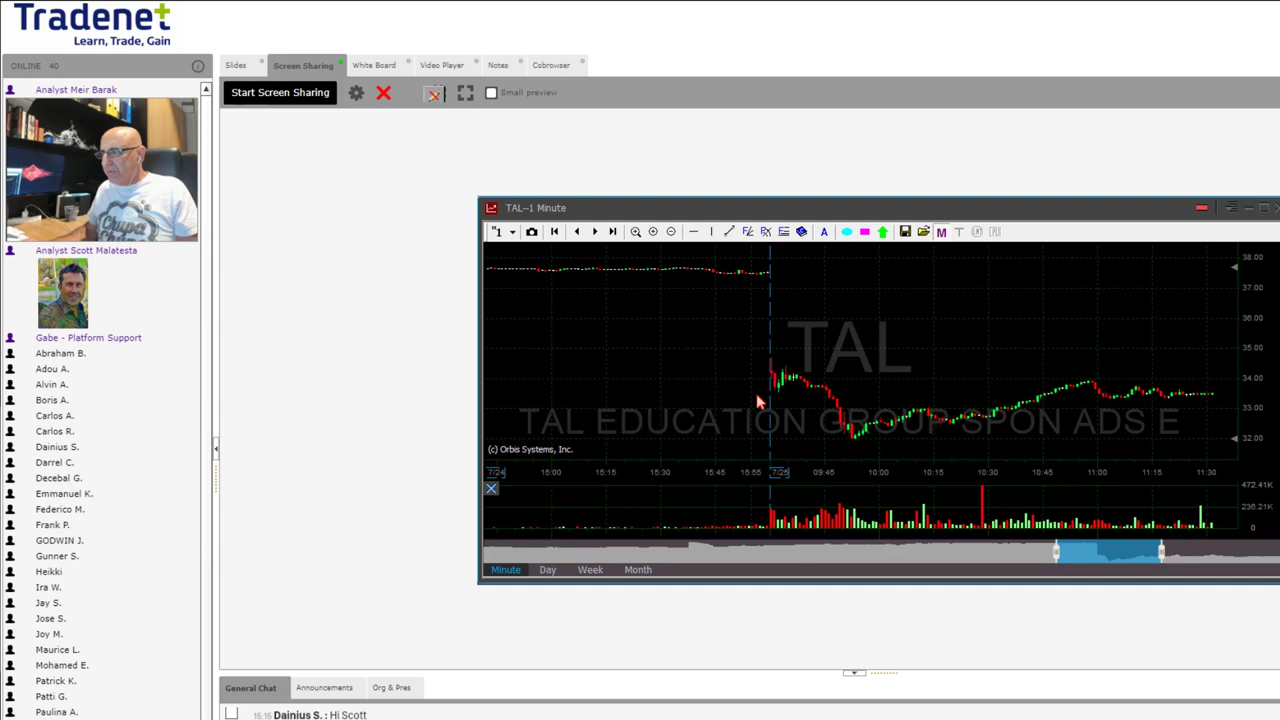 Tradenet
Learn, Trade, Gain
ONLINE 40
Analyst Meir Barak
Analyst Scott Malatesta
Gabe - Platform Support
Abraham B.
Adou A.
Alvin A.
Boris A.
Carlos A.
Carlos R.
Dainius S.
Darrel C.
Decebal G.
Emmanuel K.
Federico M.
Frank P.
GODWIN J.
Gunner S.
Heikki
Ira W.
Jay S.
Jose S.
Joy M.
Maurice L.
Mohamed E.
Patrick K.
Patti G.
Paulina A.
Slides
Screen Sharing
White Board
Video Player
Notes
Cobrowser
Start Screen Sharing
Small preview
TAL--1 Minute
"1
A
M
T
38.00
37.00
36.00
35.00
34.00
33.00
32.00
TAL
TAL EDUCATION GROUP SPON ADS E
(c) Orbis Systems, Inc.
7/24 15:00 15:15 15:30 15:45 15:55 7/25 09:45 10:00 10:15 10:30 10:45 11:00 11:15 11:30
472.41K
236.21K
0
Minute Day Week Month
General Chat Announcements Org & Pres
15:15 Dainius S. : Hi Scott